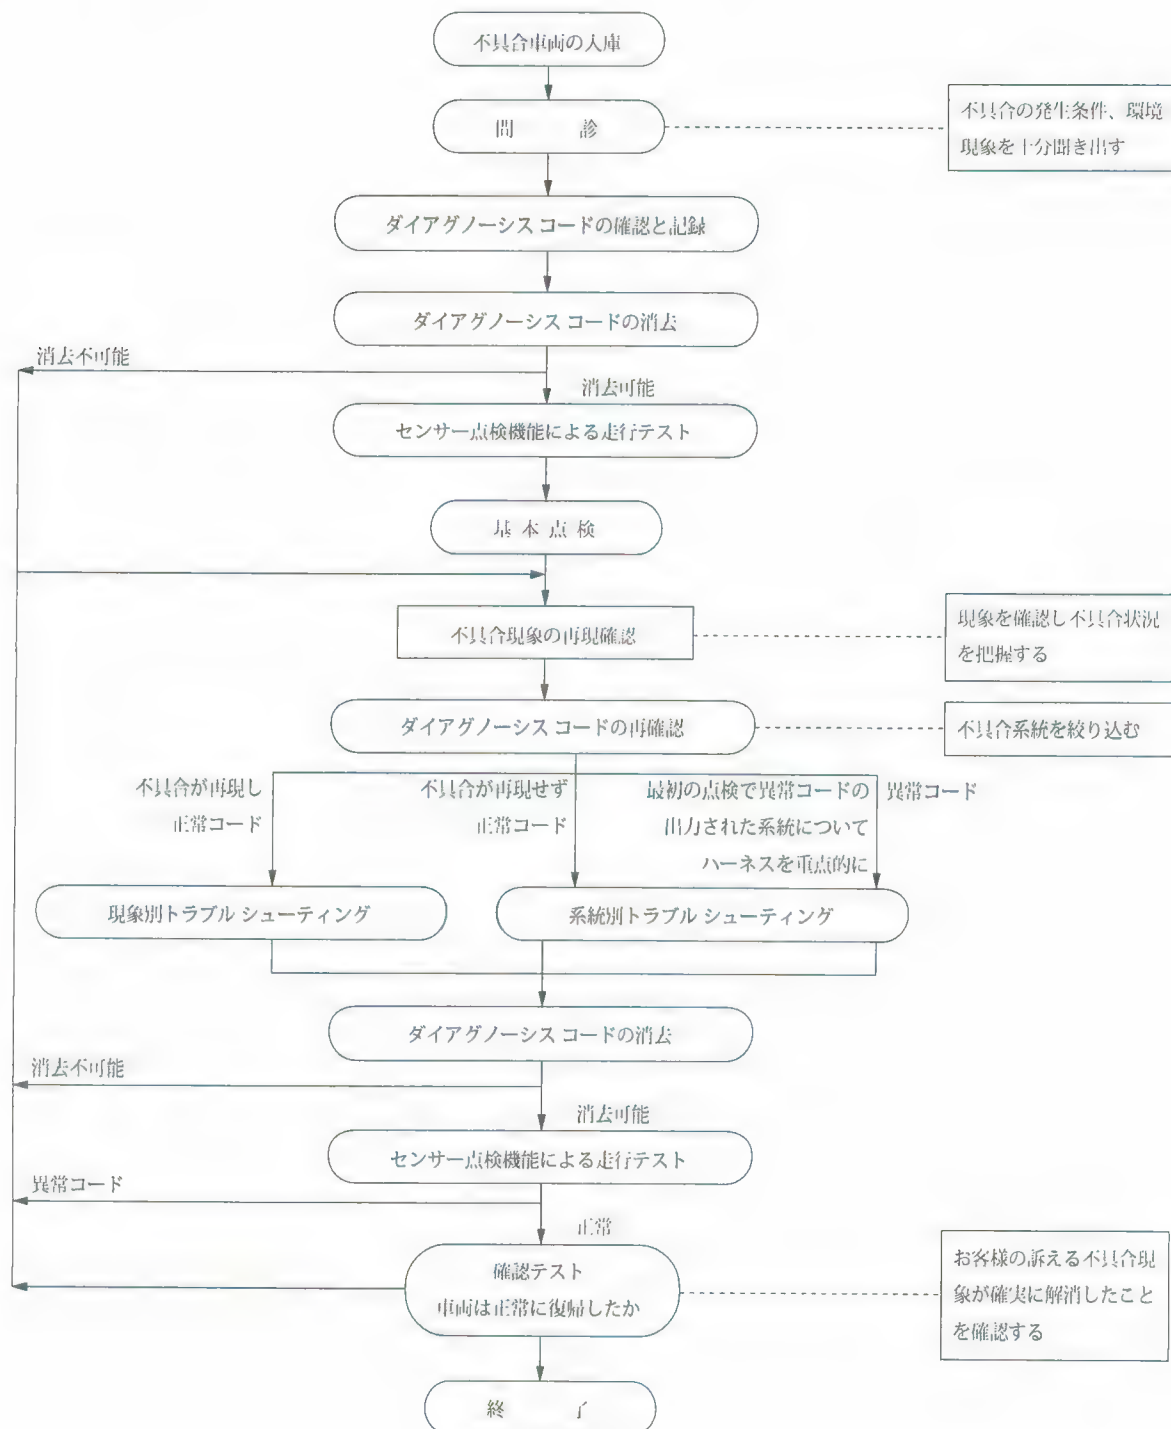 不具合車両の入庫
問 診
不具合の発生条件、環境
現象を十分聞き出す
ダイアグノーシス コードの確認と記録
ダイアグノーシス コードの消去
消去不可能
消去可能
センサー点検機能による走行テスト
基 本 点 検
不具合現象の再現確認
現象を確認し不具合状況
を把握する
ダイアグノーシス コードの再確認
不具合系統を絞り込む
不具合が再現し
正常コード
不具合が再現せず
正常コード
最初の点検で異常コードの
出力された系統について
ハーネスを重点的に
異常コード
現象別トラブル シューティング
系統別トラブル シューティング
ダイアグノーシス コードの消去
消去不可能
消去可能
センサー点検機能による走行テスト
異常コード
正常
確認テスト
車両は正常に復帰したか
お客様の訴える不具合現
象が確実に解消したこと
を確認する
終 了